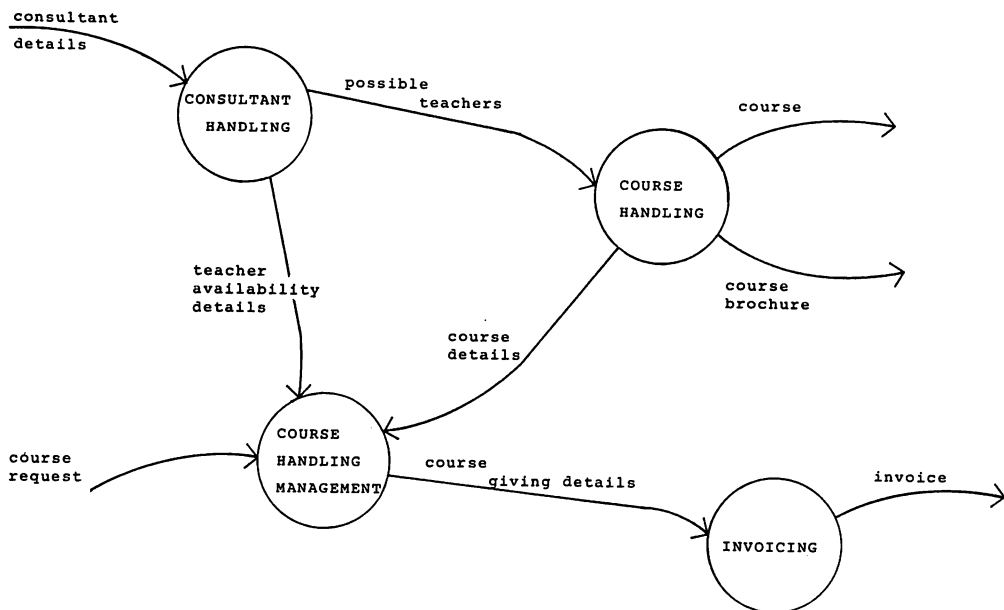 consultant
details
CONSULTANT
HANDLING
possible
teachers
course
COURSE
HANDLING
teacher
availability
details
course
brochure
course
details
course
request
COURSE
HANDLING
MANAGEMENT
course
giving details
invoice
INVOICING